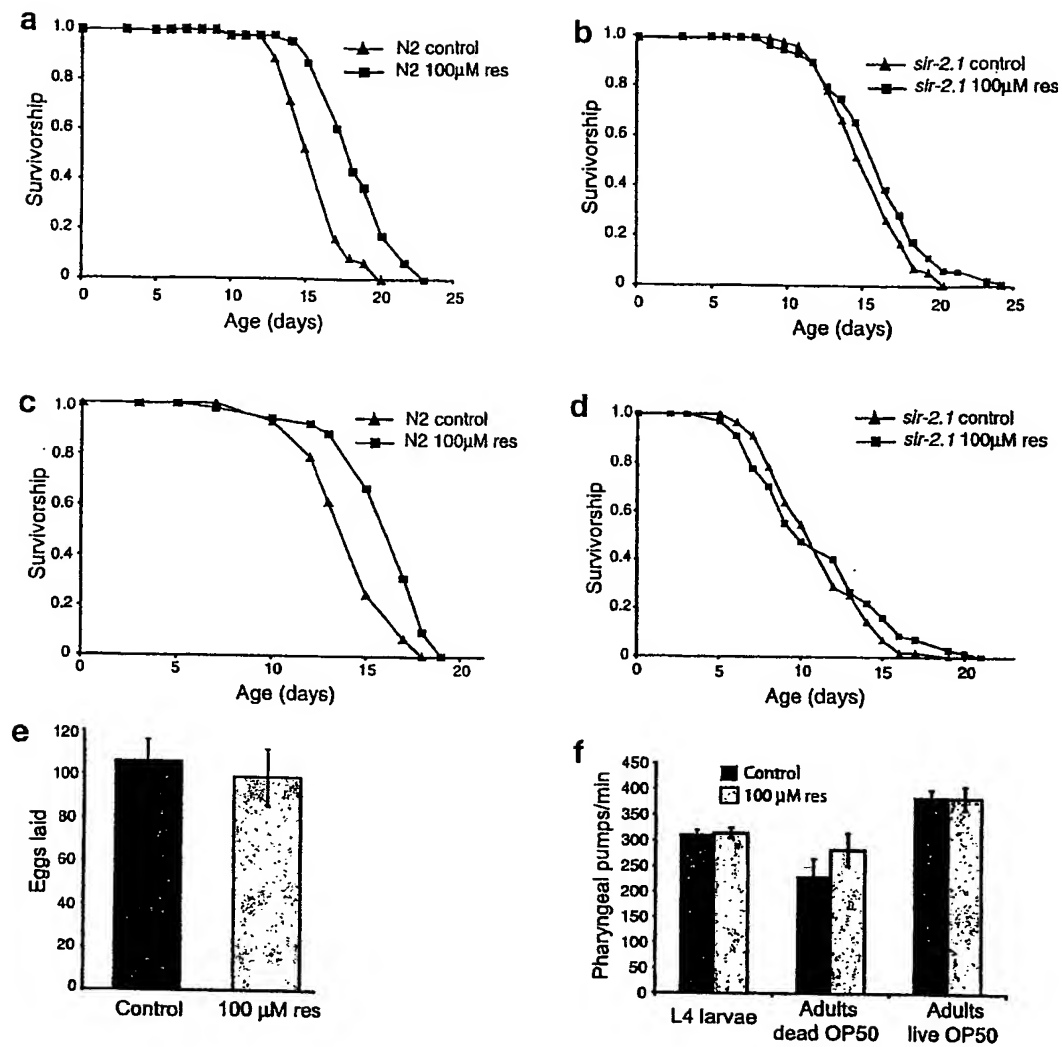 a
1.0
0.8
0.6
0.4
0.2
0
Survivorship
N2 control
N2 100µM res
0 5 10 15 20 25
Age (days)
b
1.0
0.8
0.6
0.4
0.2
0
Survivorship
sir-2.1 control
sir-2.1 100µM res
0 5 10 15 20 25
Age (days)
c
1.0
0.8
0.6
0.4
0.2
0
Survivorship
N2 control
N2 100µM res
0 5 10 15 20
Age (days)
d
1.0
0.8
0.6
0.4
0.2
0
Survivorship
sir-2.1 control
sir-2.1 100µM res
0 5 10 15 20
Age (days)
e
120
100
80
60
40
20
0
Eggs laid
Control 100 µM res
f
450
400
350
300
250
200
150
100
50
0
Pharyngeal pumps/min
Control
100 µM res
L4 larvae Adults Adults
dead OP50 live OP50